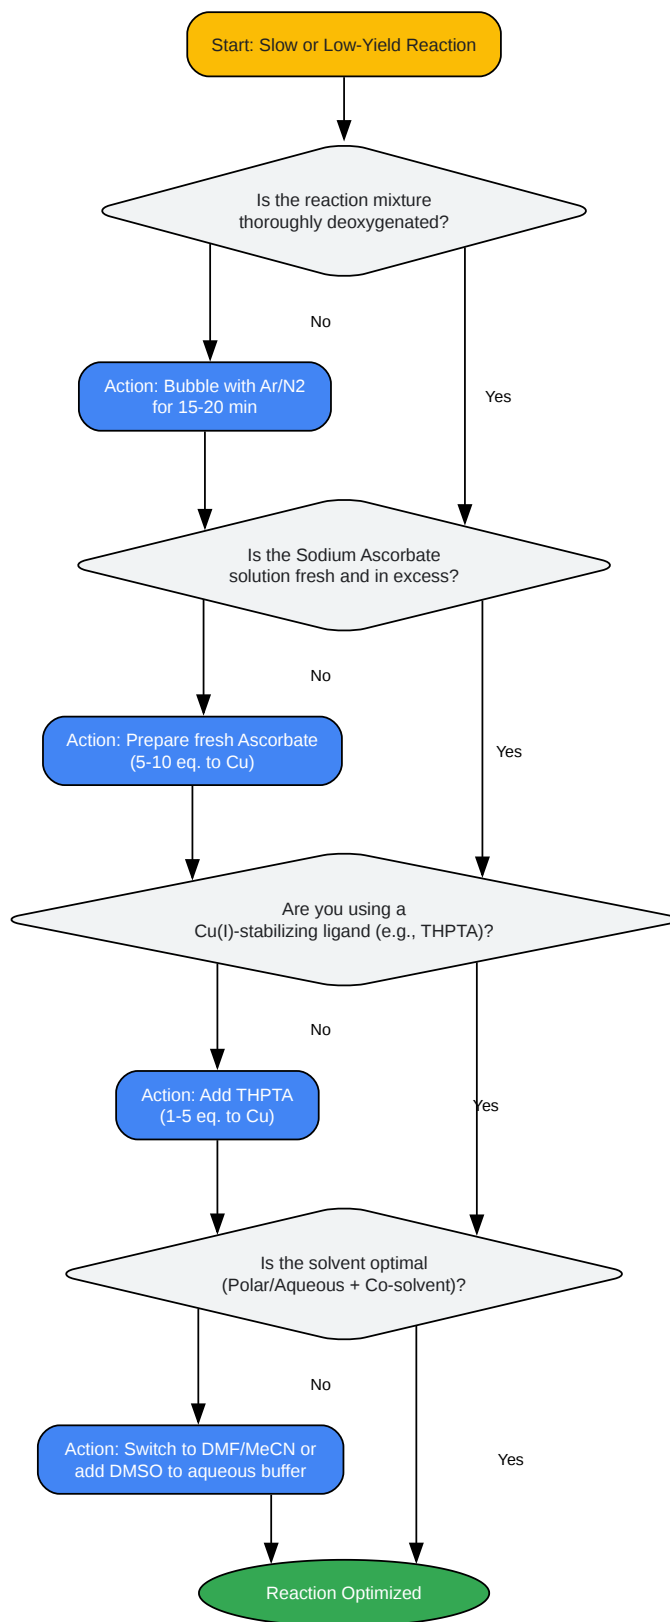 Start: Slow or Low-Yield Reaction
Is the reaction mixture
thoroughly deoxygenated?
No
Action: Bubble with Ar/N2
for 15-20 min
Yes
Is the Sodium Ascorbate
solution fresh and in excess?
No
Action: Prepare fresh Ascorbate
(5-10 eq. to Cu)
Yes
Are you using a
Cu(I)-stabilizing ligand (e.g., THPTA)?
No
Action: Add THPTA
(1-5 eq. to Cu)
Yes
Is the solvent optimal
(Polar/Aqueous + Co-solvent)?
No
Action: Switch to DMF/MeCN or
add DMSO to aqueous buffer
Yes
Reaction Optimized